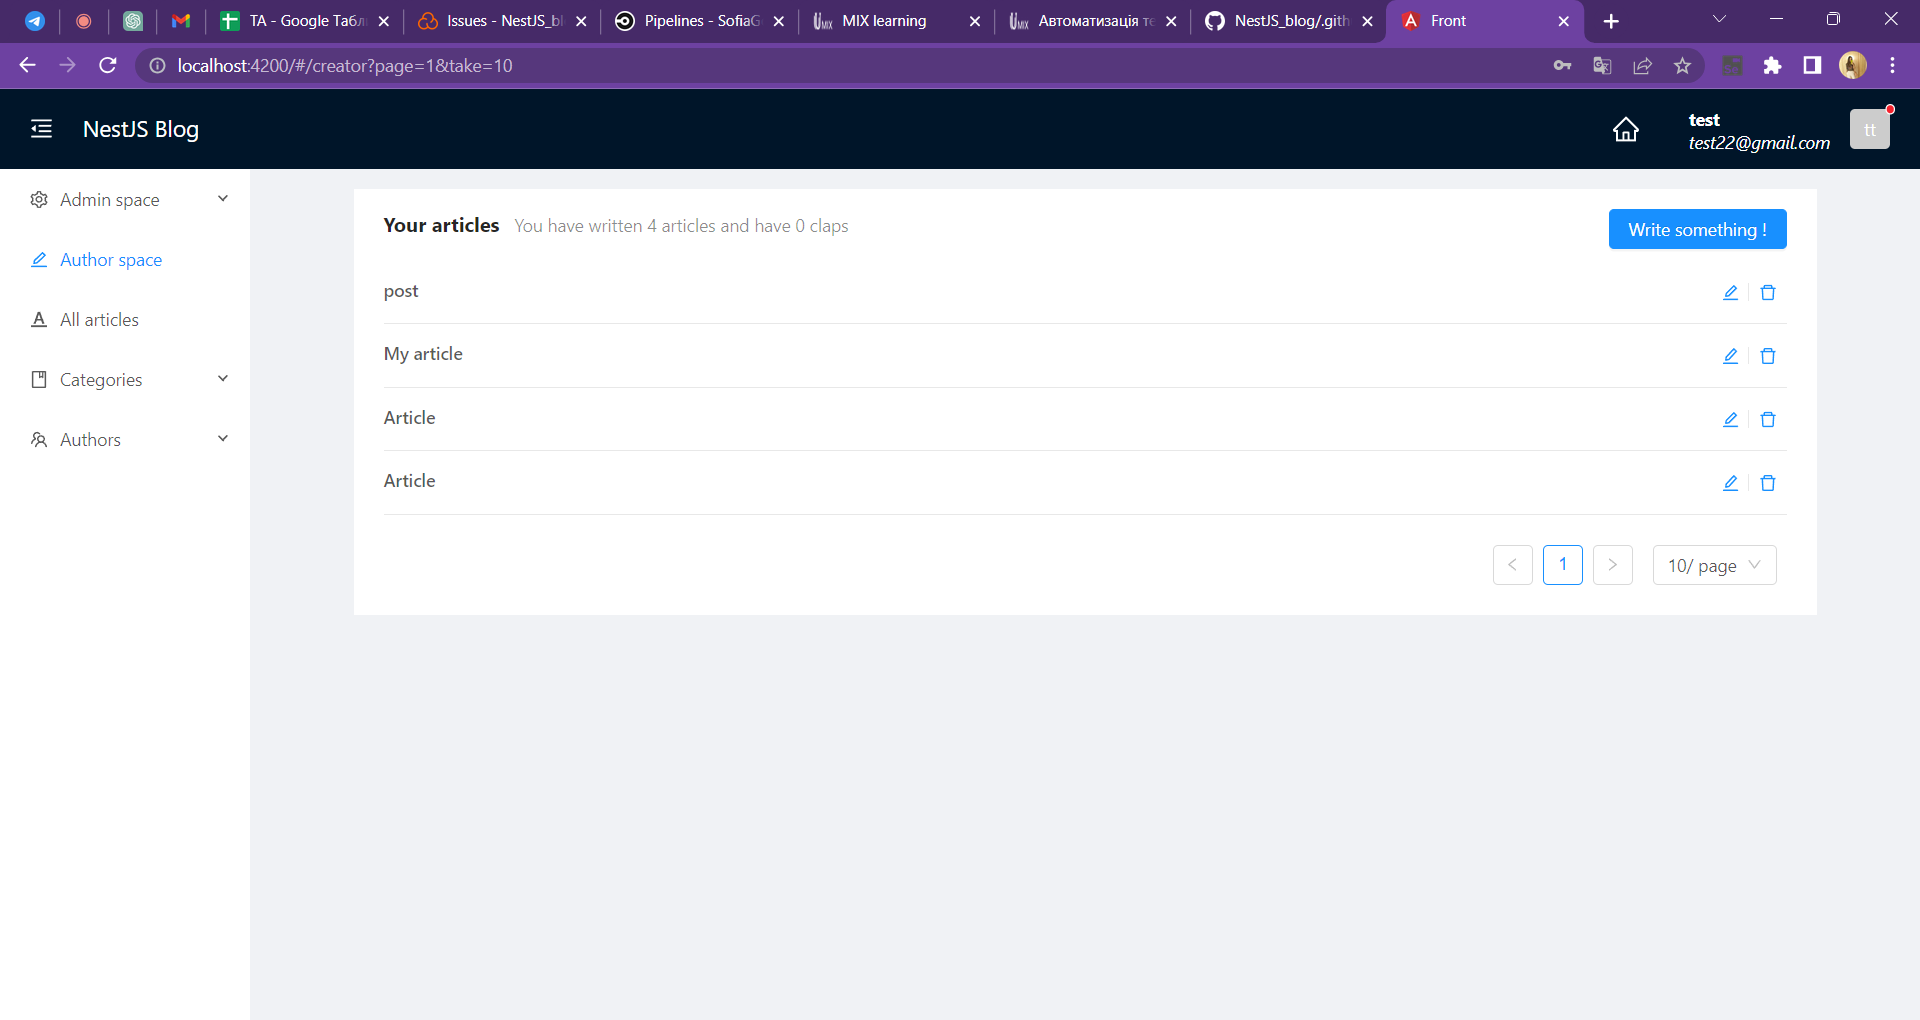 TA - Google Табл
Issues - NestJS_bl
Pipelines - SofiaG
MIX learning
Автоматизація те
NestJS_blog/.gith
Front
localhost:4200/#/creator?page=1&take=10
NestJS Blog
test
test22@gmail.com
tt
Admin space
Author space
All articles
Categories
Authors
Your articles You have written 4 articles and have 0 claps
Write something !
post
My article
Article
Article
< 1 > 10/ page